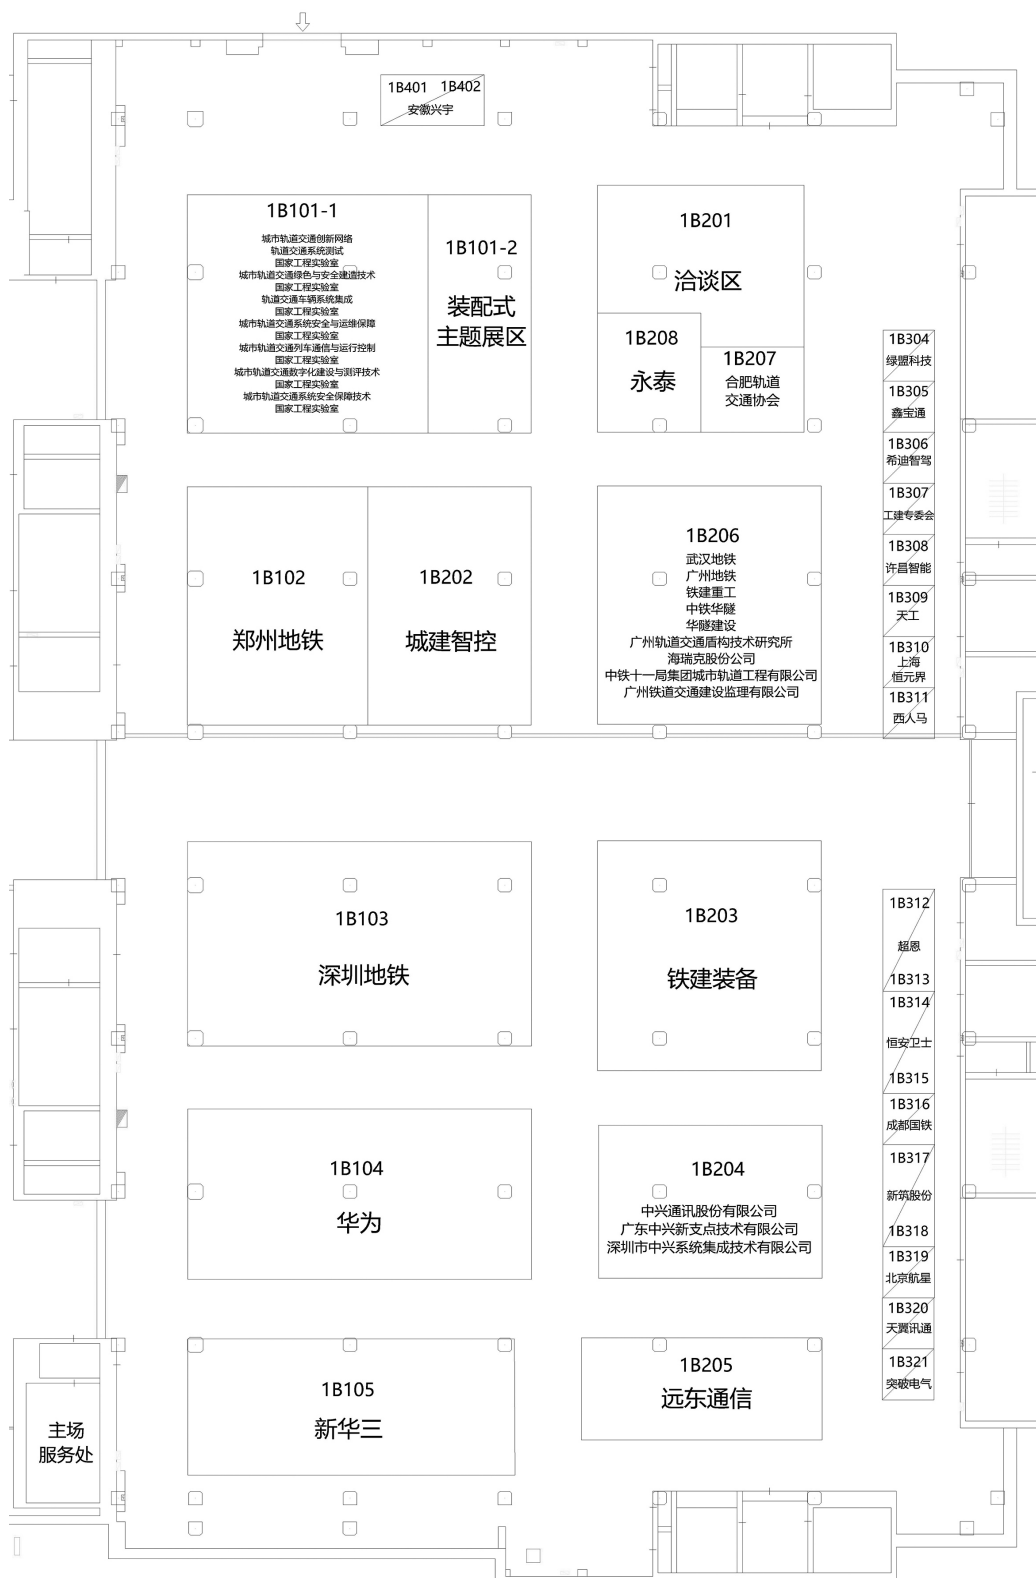 1B401 1B402
安徽兴宇
1B101-1
城市轨道交通创新网络
轨道交通系统测试
国家工程实验室
城市轨道交通绿色与安全建造技术
国家工程实验室
轨道交通车辆系统集成
国家工程实验室
城市轨道交通系统安全与运维保障
国家工程实验室
城市轨道交通列车通信与运行控制
国家工程实验室
城市轨道交通数字化建设与测评技术
国家工程实验室
城市轨道交通系统安全保障技术
国家工程实验室
1B101-2
装配式
主题展区
1B201
洽谈区
1B208
永泰
1B207
合肥轨道
交通协会
1B304
绿盟科技
1B305
鑫宝通
1B306
希迪智驾
1B307
工建专委会
1B308
许昌智能
1B309
天工
1B310
上海
恒元界
1B311
西人马
1B102
郑州地铁
1B202
城建智控
1B206
武汉地铁
广州地铁
铁建重工
中铁华隧
华隧建设
广州轨道交通盾构技术研究所
海瑞克股份公司
中铁十一局集团城市轨道工程有限公司
广州铁道交通建设监理有限公司
1B103
深圳地铁
1B203
铁建装备
1B312
超恩
1B313
1B314
恒安卫士
1B315
1B316
成都国铁
1B317
新筑股份
1B318
1B319
北京航星
1B320
天翼讯通
1B321
突破电气
1B104
华为
1B204
中兴通讯股份有限公司
广东中兴新支点技术有限公司
深圳市中兴系统集成技术有限公司
1B105
新华三
1B205
远东通信
主场
服务处